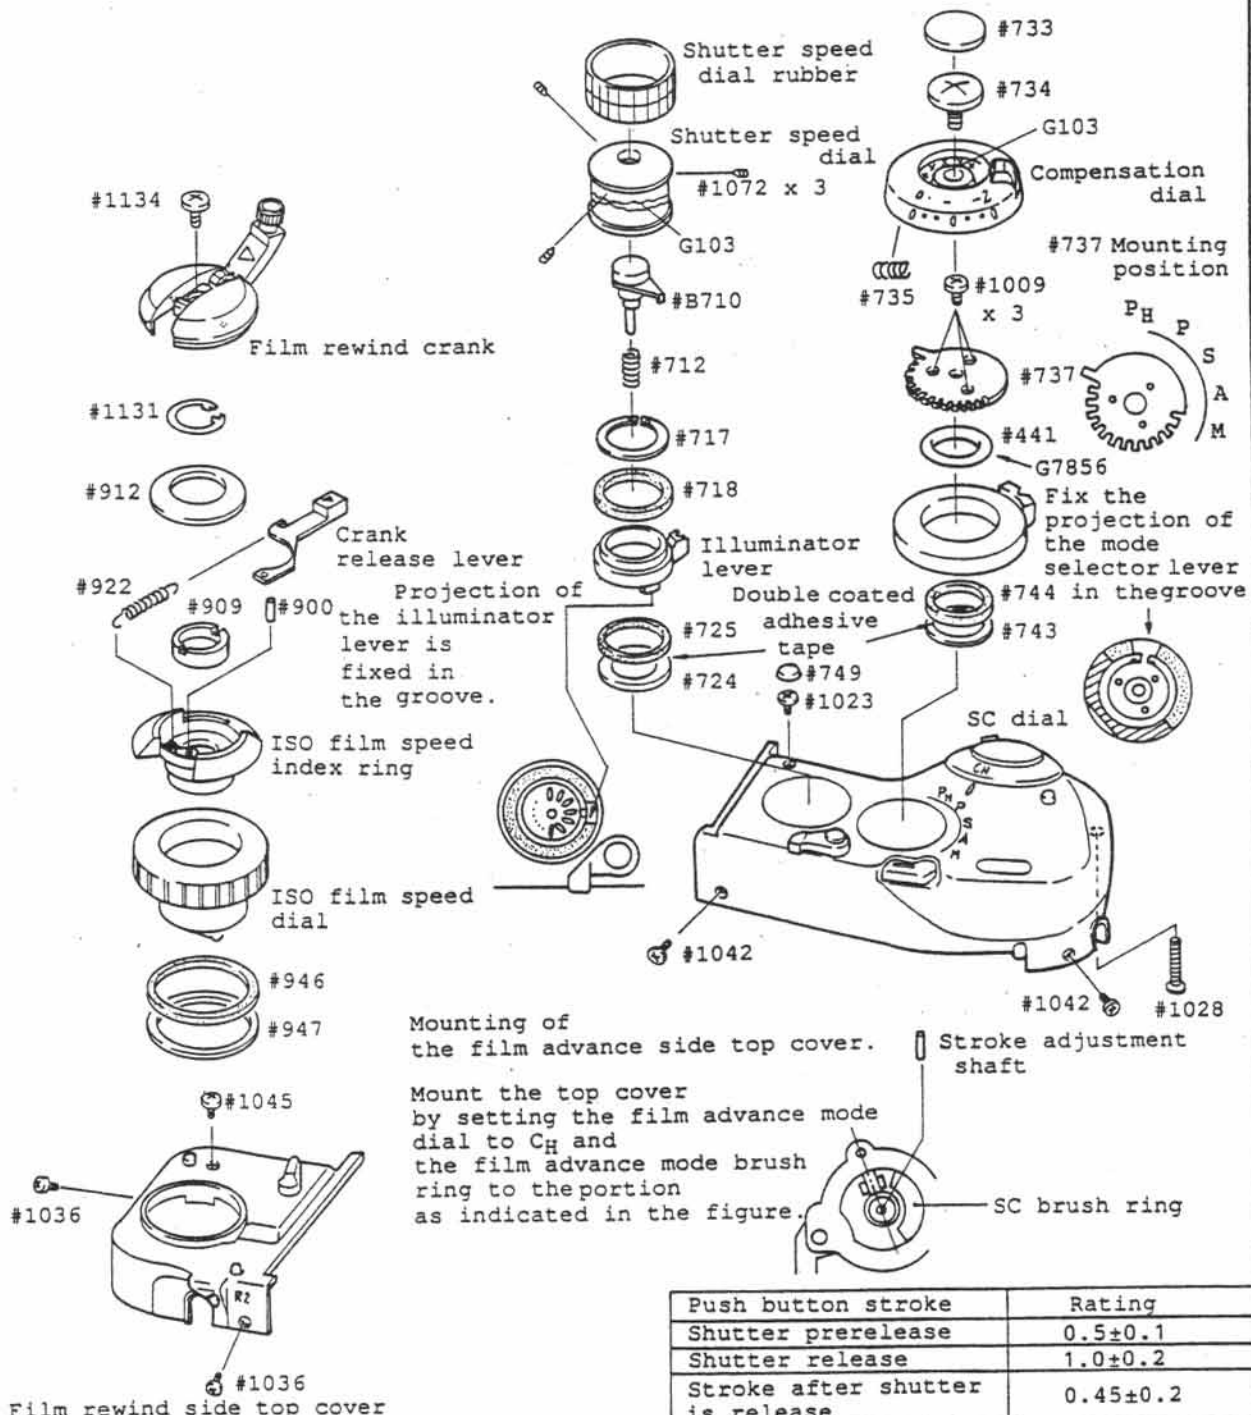 #733
#734
G103
Compensation
dial
Shutter speed
dial rubber
Shutter speed
dial
#1072 x 3
G103
0 · - -2
#735
#1009
x 3
#737 Mounting
position
PH
P
S
A
M
#737
#1134
Film rewind crank
#B710
#712
#717
#718
Illuminator
lever
#441
G7856
#1131
#912
Crank
release lever
#922
#909
#900
Projection of
the illuminator
lever is
fixed in
the groove.
Fix the
projection of
the mode
selector lever
in thegroove
#744
#743
Double coated
adhesive
tape
#725
#724
#749
#1023
SC dial
CH
PH
P
S
A
M
ISO film speed
index ring
ISO film speed
dial
#946
#947
#1042
#1042
#1028
Mounting of
the film advance side top cover.
Mount the top cover
by setting the film advance mode
dial to CH and
the film advance mode brush
ring to theportion
as indicated in the figure.
Stroke adjustment
shaft
SC brush ring
#1045
#1036
R2
#1036
Film rewind side top cover
Push button stroke Rating
Shutter prerelease 0.5±0.1
Shutter release 1.0±0.2
Stroke after shutter 0.45±0.2
is release